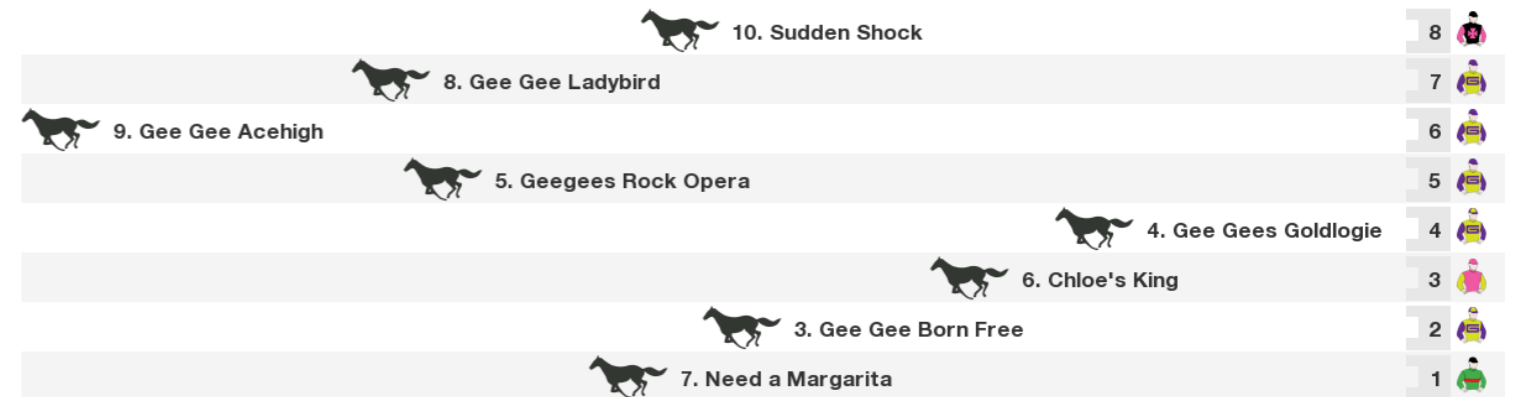 10. Sudden Shock 8
8. Gee Gee Ladybird 7
9. Gee Gee Acehigh 6
5. Geegees Rock Opera 5
4. Gee Gees Goldlogie 4
6. Chloe's King 3
3. Gee Gee Born Free 2
7. Need a Margarita 1